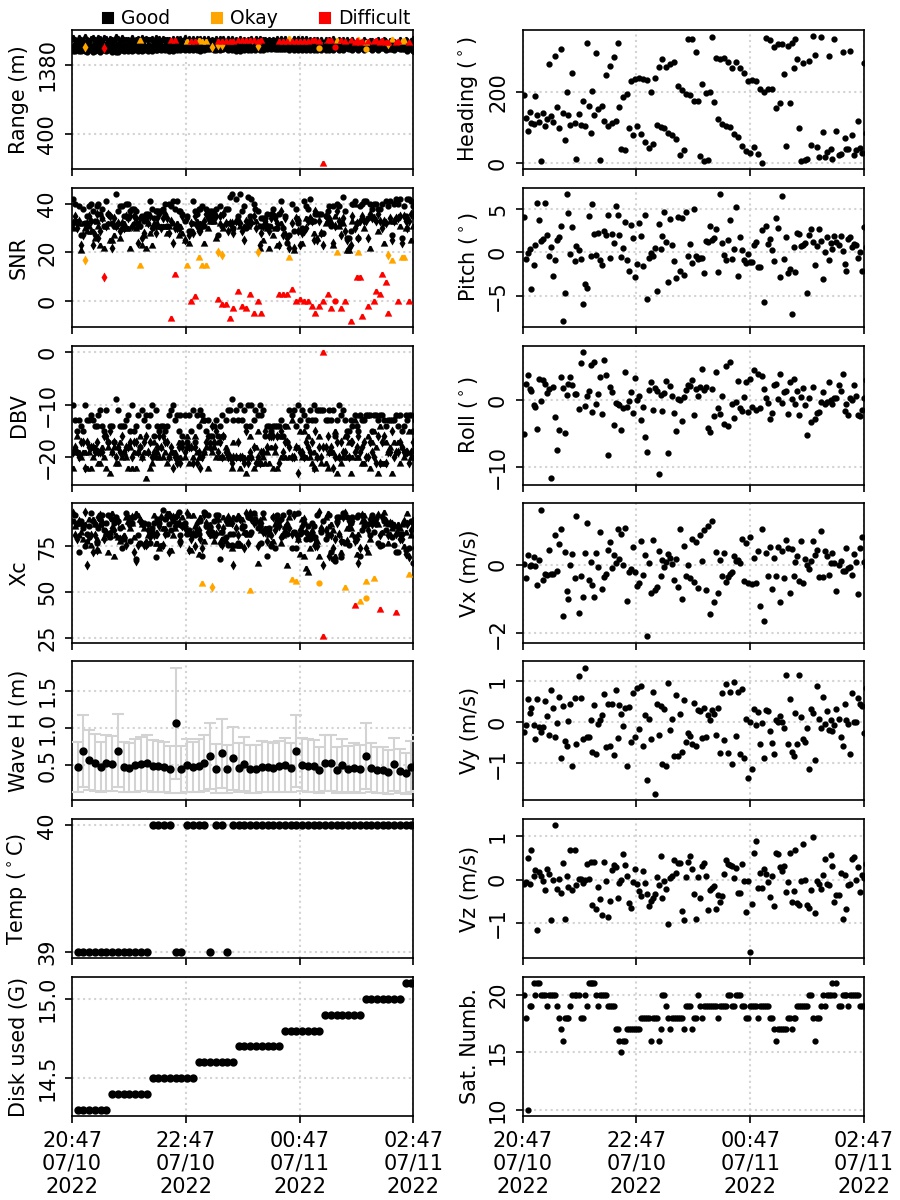 Good Okay Difficult
Range (m)
1380
400
Heading (°)
200
0
SNR
40
20
0
Pitch (°)
5
0
−5
DBV
0
−10
−20
Roll (°)
0
−10
Xc
75
50
25
Vx (m/s)
0
−2
Wave H (m)
1.5
1.0
0.5
Vy (m/s)
1
0
−1
Temp (°C)
40
39
Vz (m/s)
1
0
−1
Disk used (G)
15.0
14.5
Sat. Numb.
20
15
10
20:47 22:47 00:47 02:47
07/10 07/10 07/11 07/11
2022 2022 2022 2022
20:47 22:47 00:47 02:47
07/10 07/10 07/11 07/11
2022 2022 2022 2022